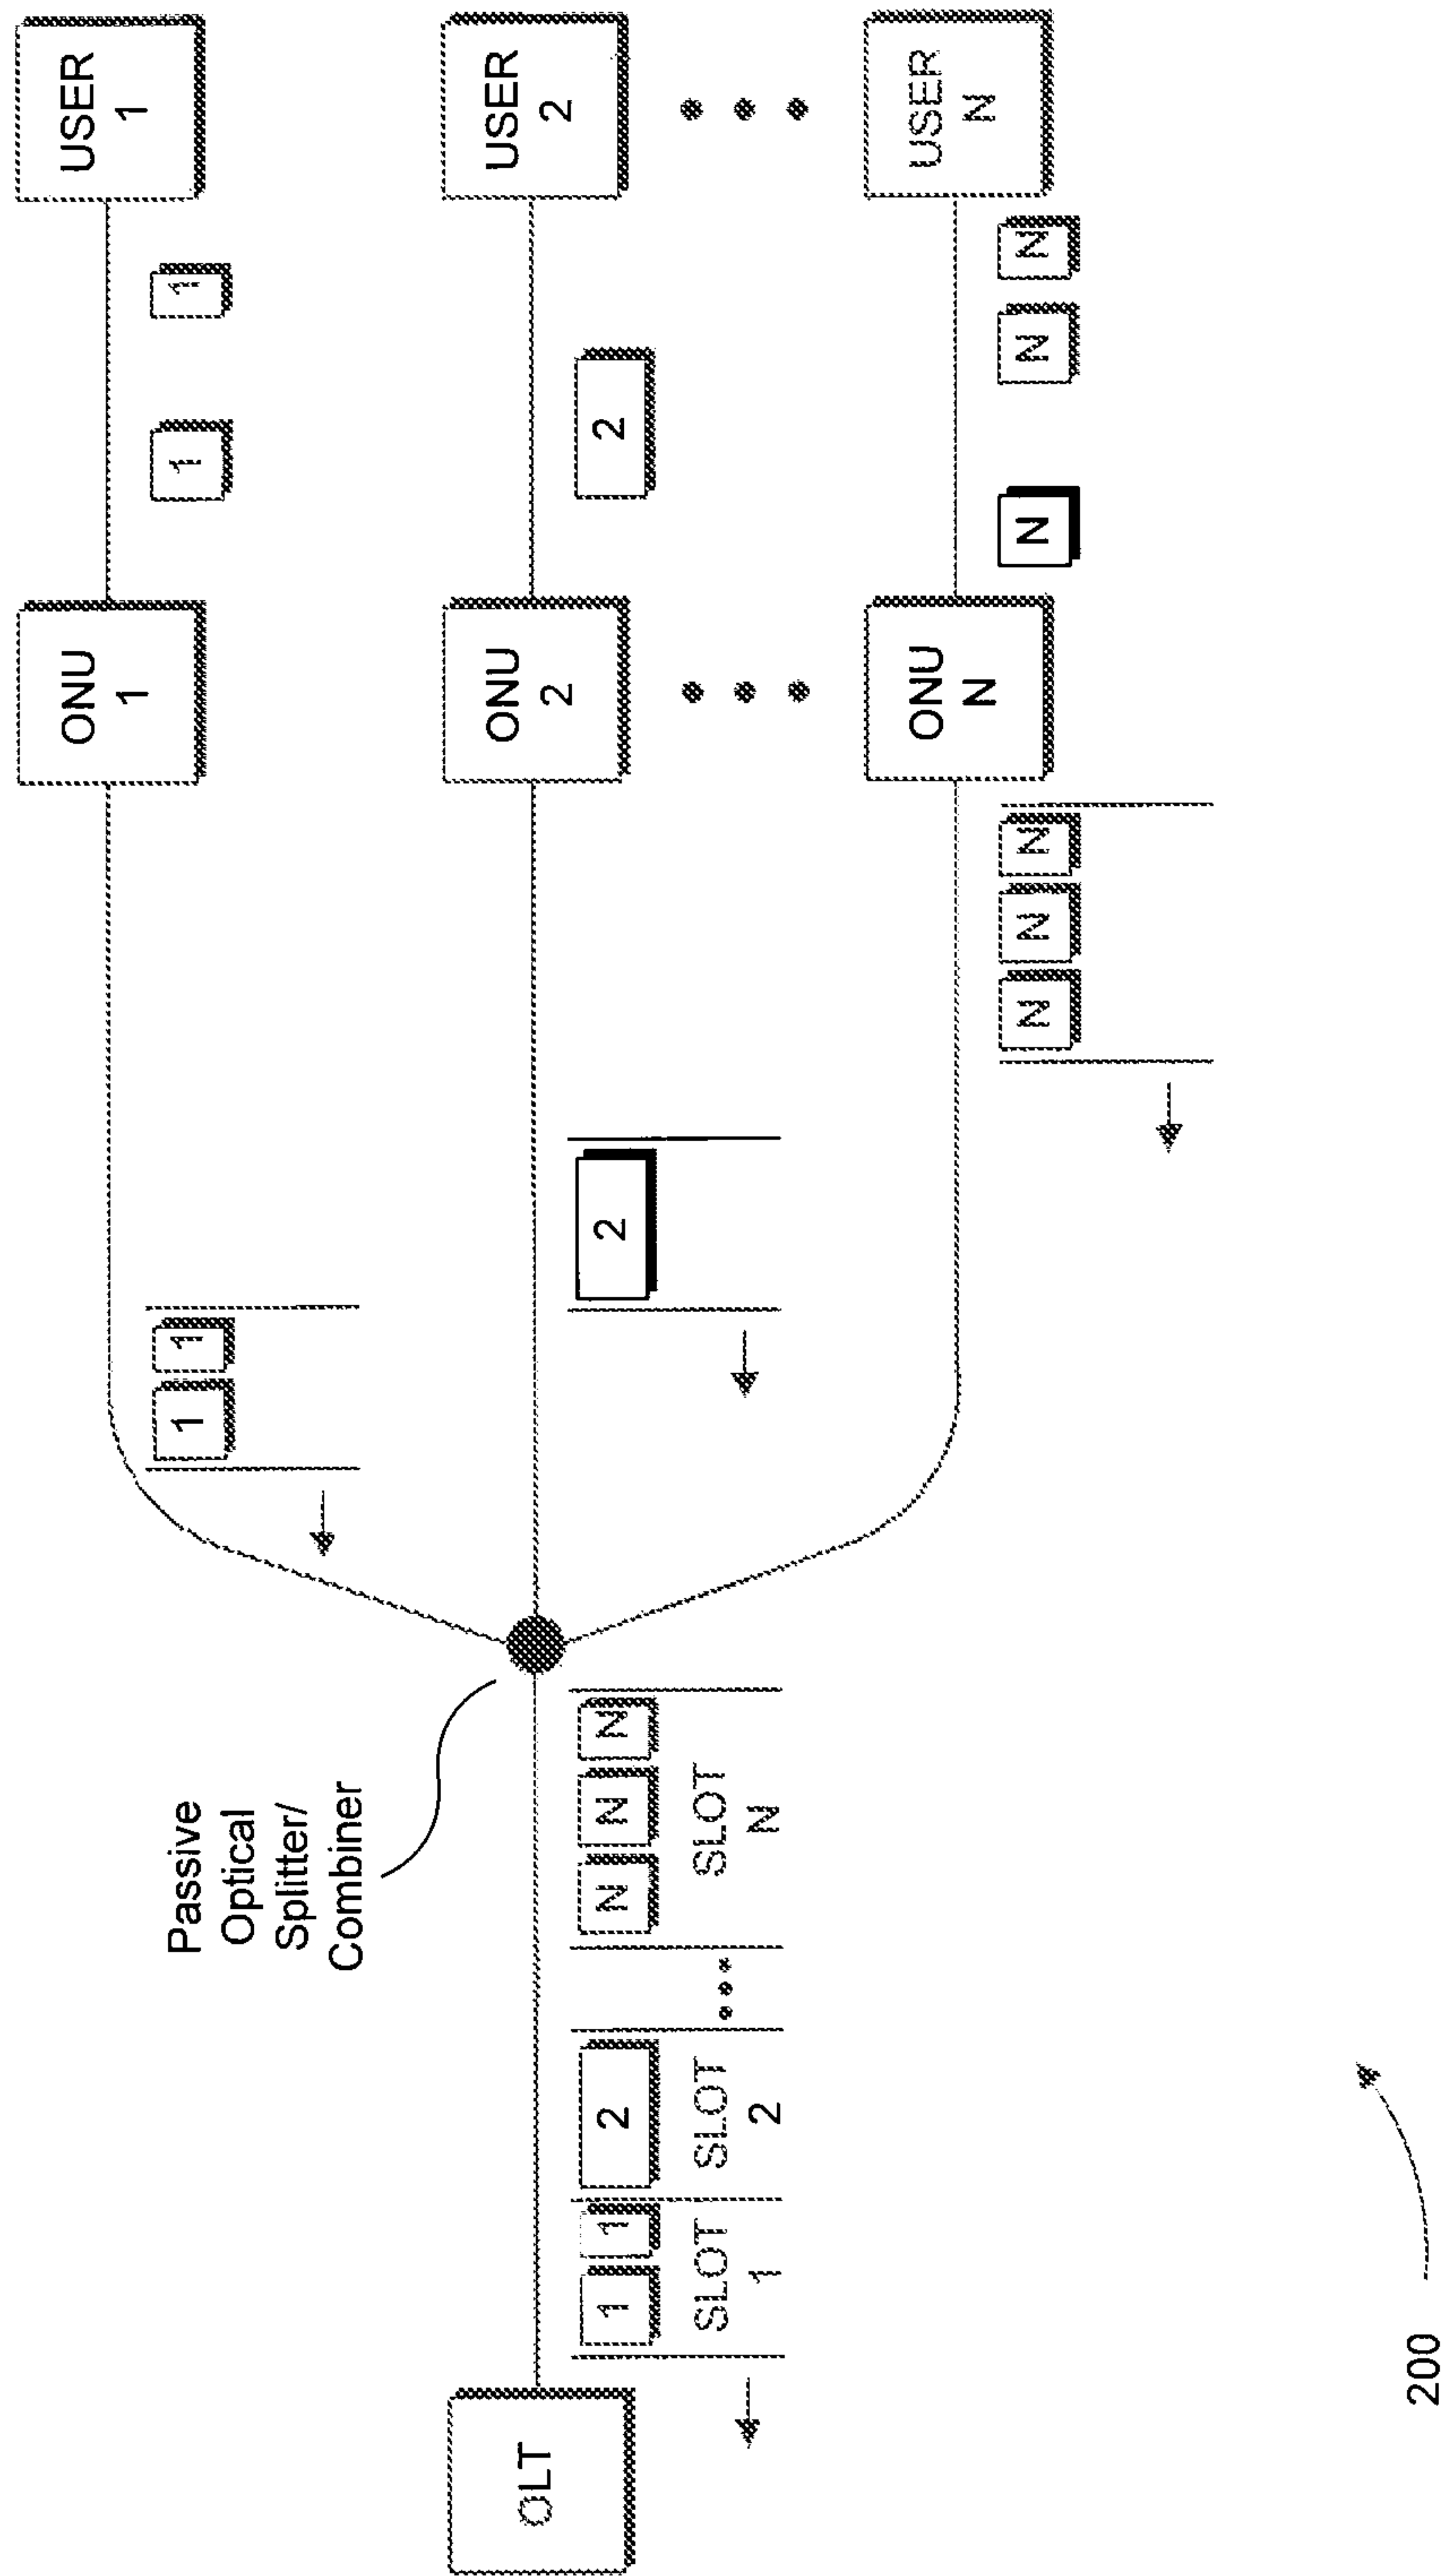 USER
1
1
1
ONU
1
1
1
USER
2
2
ONU
2
2
USER
N
N
N
N
ONU
N
N
N
N
Passive
Optical
Splitter/
Combiner
OLT
1
1
SLOT
1
2
SLOT
2
N
N
N
SLOT
N
200